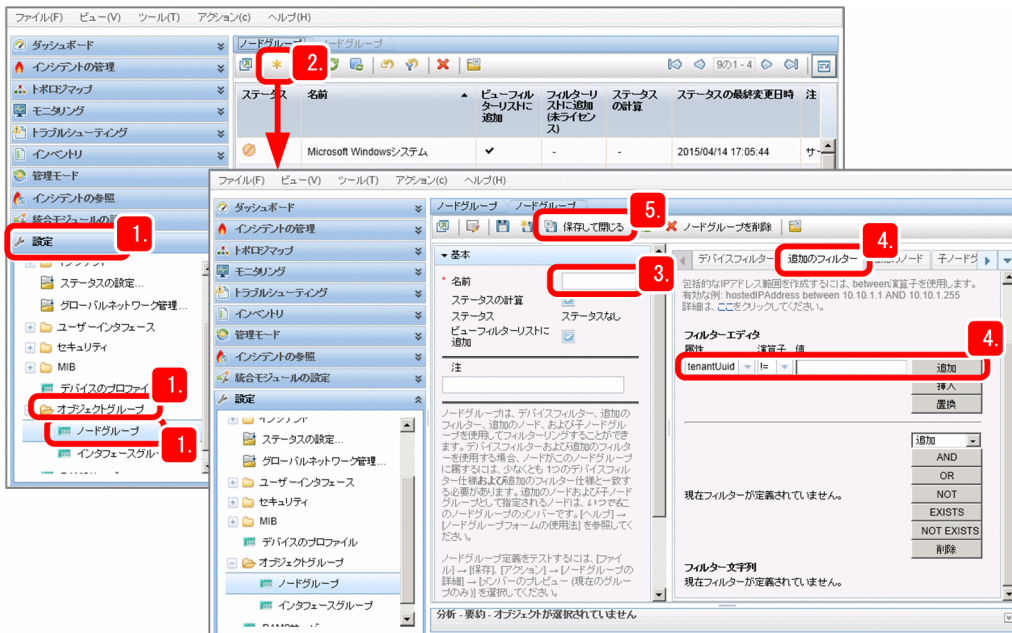 ファイル(F) ビュー(V) ツール(T) アクション(c) ヘルプ(H)
ダッシュボード
インシデントの管理
トポロジマップ
モニタリング
トラブルシューティング
インベントリ
管理モード
インシデントの参照
統合モジュールの設
設定
1.
ステータスの設定...
グローバルネットワーク管理...
ユーザーインタフェース
セキュリティ
MIB
デバイスのプロファイ
1.
オブジェクトグループ
ノードグループ
1.
インタフェースグル
ノードグループ ノードグループ
2.
9の1 - 4
ステータス 名前 ビューフィルターリストに追加 フィルターリストに追加(未ライセンス) ステータスの計算 ステータスの最終変更日時 注
Microsoft Windowsシステム - - 2015/04/14 17:05:44 サ
ファイル(F) ビュー(V) ツール(T) アクション(c) ヘルプ(H)
ダッシュボード
インシデントの管理
トポロジマップ
モニタリング
トラブルシューティング
インベントリ
管理モード
インシデントの参照
統合モジュールの設定
設定
インシデント
ステータスの設定...
グローバルネットワーク管理...
ユーザーインタフェース
セキュリティ
MIB
デバイスのプロファイル
オブジェクトグループ
ノードグループ
インタフェースグループ
ノードグループ ノードグループ
5.
保存して閉じる ノードグループを削除
基本
* 名前
3.
ステータスの計算
ステータス ステータスなし
ビューフィルターリストに
追加
注
ノードグループは、デバイスフィルター、追加の
フィルター、追加のノード、および子ノードグル
ープを使用してフィルターリングすることができ
ます。デバイスフィルターおよび追加のフィルタ
ーを使用する場合、ノードがこのノードグループ
に属するには、少なくとも 1つのデバイスフィル
ター仕様および追加のフィルター仕様と一致す
る必要があります。追加のノードおよび子ノード
グループとして指定されるノードは、いつでもこ
のノードグループのメンバーです。[ヘルプ]→
[ノードグループフォームの使用法] を参照してく
ださい。
ノードグループ定義をテストするには、[ファイ
ル]→[保存]、[アクション]→[ノードグループの
詳細]→[メンバーのプレビュー (現在のグルー
プのみ)] を選択してください。
4.
デバイスフィルター 追加のフィルター のノード 子ノードグ
包括的なIPアドレス範囲を作成するには、between演算子を使用します。
有効な例: hostedIPAddress between 10.10.1.1 AND 10.10.1.255
詳細は、ここをクリックしてください。
フィルターエディタ
4.
属性 演算子 値
tenantUuid != 追加
挿入
置換
追加
AND
OR
現在フィルターが定義されていません。 NOT
EXISTS
NOT EXISTS
削除
フィルター文字列
現在フィルターが定義されていません。
分析 - 要約 - オブジェクトが選択されていません